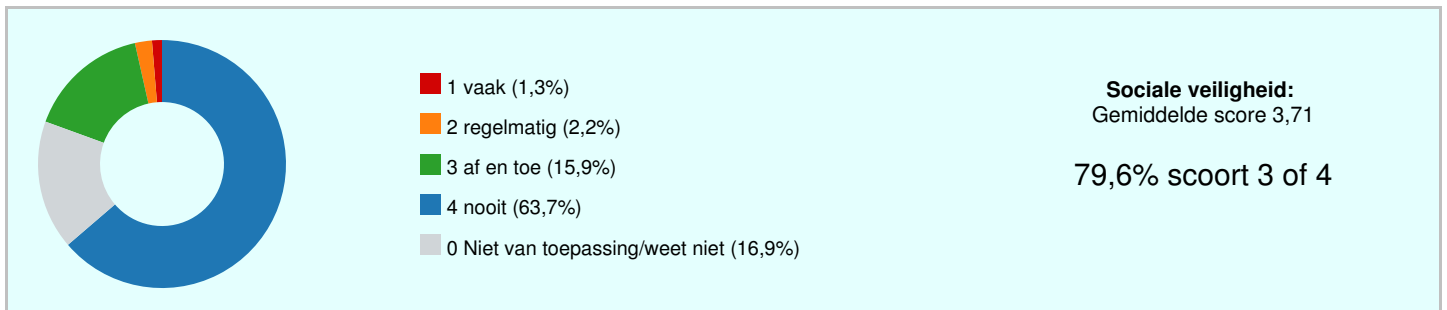 1 vaak (1,3%)
2 regelmatig (2,2%)
3 af en toe (15,9%)
4 nooit (63,7%)
0 Niet van toepassing/weet niet (16,9%)
Sociale veiligheid:
Gemiddelde score 3,71
79,6% scoort 3 of 4